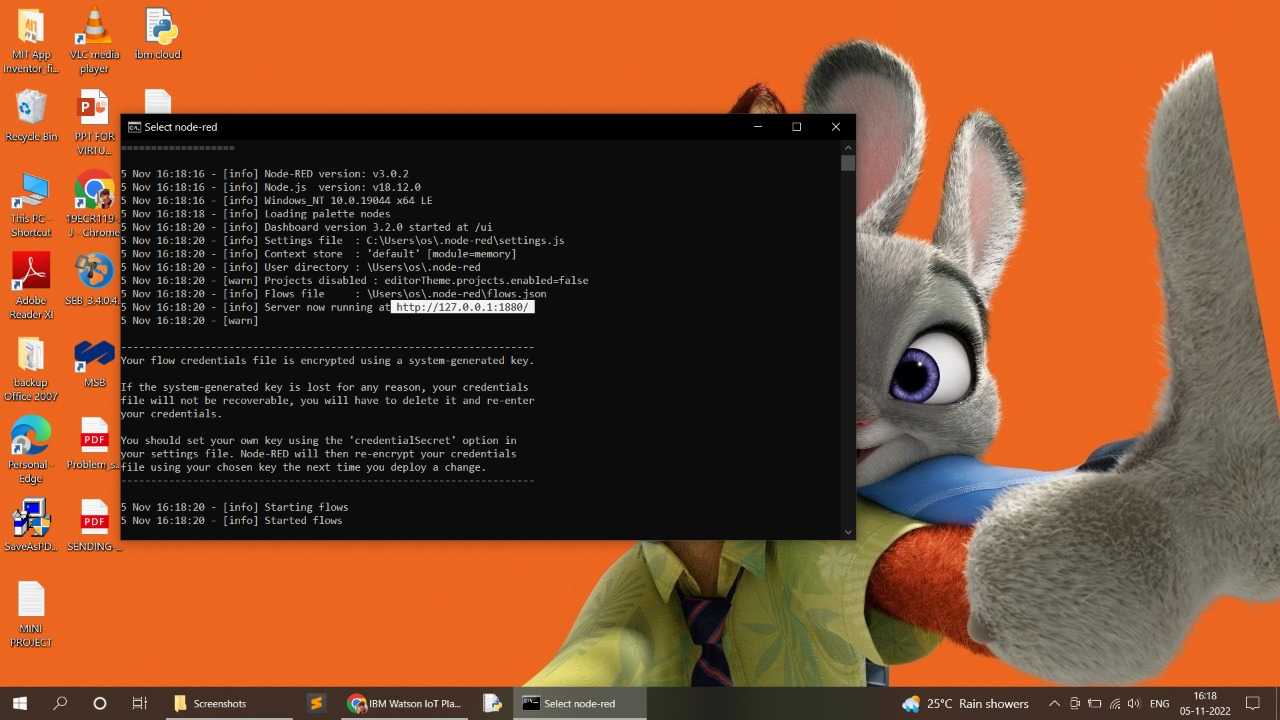 MIT App
Inventor_fi...
VLC media
player
ibm cloud
Recycle Bin
PPT FOR
VIRTU...
This PC -
Shortcut
19ECR119-
J - Chrome
Adobe
Reader XI
SEB_3.4.0.4...
backup
Office 2007
MSB
Personal -
Edge
PDF
Problem_s...
SaveAsPD...
PDF
SENDING-...
MINI
PROJECT
Select node-red
===================
5 Nov 16:18:16 - [info] Node-RED version: v3.0.2
5 Nov 16:18:16 - [info] Node.js  version: v18.12.0
5 Nov 16:18:16 - [info] Windows_NT 10.0.19044 x64 LE
5 Nov 16:18:18 - [info] Loading palette nodes
5 Nov 16:18:20 - [info] Dashboard version 3.2.0 started at /ui
5 Nov 16:18:20 - [info] Settings file  : C:\Users\os\.node-red\settings.js
5 Nov 16:18:20 - [info] Context store  : 'default' [module=memory]
5 Nov 16:18:20 - [info] User directory : \Users\os\.node-red
5 Nov 16:18:20 - [warn] Projects disabled : editorTheme.projects.enabled=false
5 Nov 16:18:20 - [info] Flows file     : \Users\os\.node-red\flows.json
5 Nov 16:18:20 - [info] Server now running at http://127.0.0.1:1880/
5 Nov 16:18:20 - [warn]
---------------------------------------------------------------------
Your flow credentials file is encrypted using a system-generated key.
If the system-generated key is lost for any reason, your credentials
file will not be recoverable, you will have to delete it and re-enter
your credentials.
You should set your own key using the 'credentialSecret' option in
your settings file. Node-RED will then re-encrypt your credentials
file using your chosen key the next time you deploy a change.
---------------------------------------------------------------------
5 Nov 16:18:20 - [info] Starting flows
5 Nov 16:18:20 - [info] Started flows
Screenshots
IBM Watson IoT Pla...
Select node-red
25°C Rain showers
ENG
16:18
05-11-2022